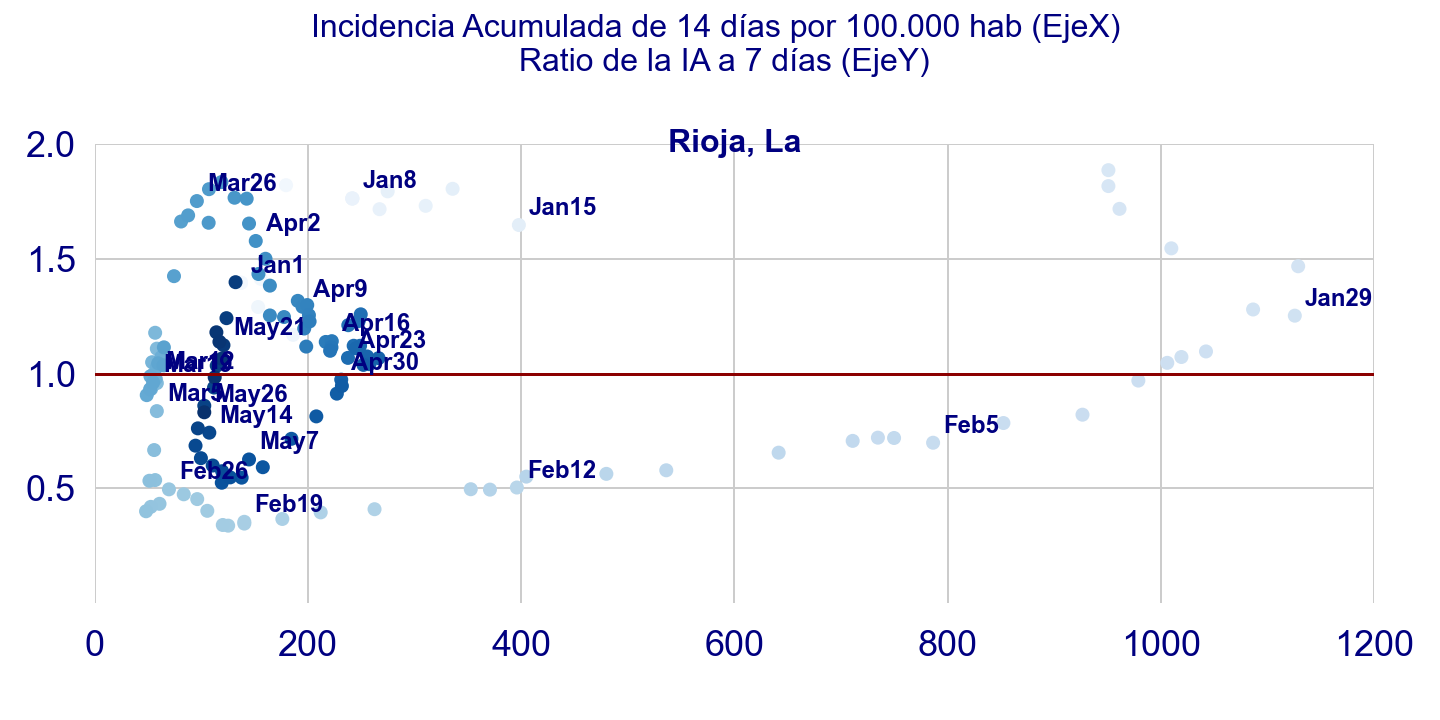 Incidencia Acumulada de 14 días por 100.000 hab (EjeX)
Ratio de la IA a 7 días (EjeY)
Rioja, La
2.0
Mar26
Jan8
Jan15
Apr2
1.5
Jan1
Apr9
Jan29
May21
Apr16
Apr23
Mar12
Apr30
1.0
Mar5
May26
May14
Feb5
May7
Feb26
Feb12
0.5
Feb19
0
200
400
600
800
1000
1200